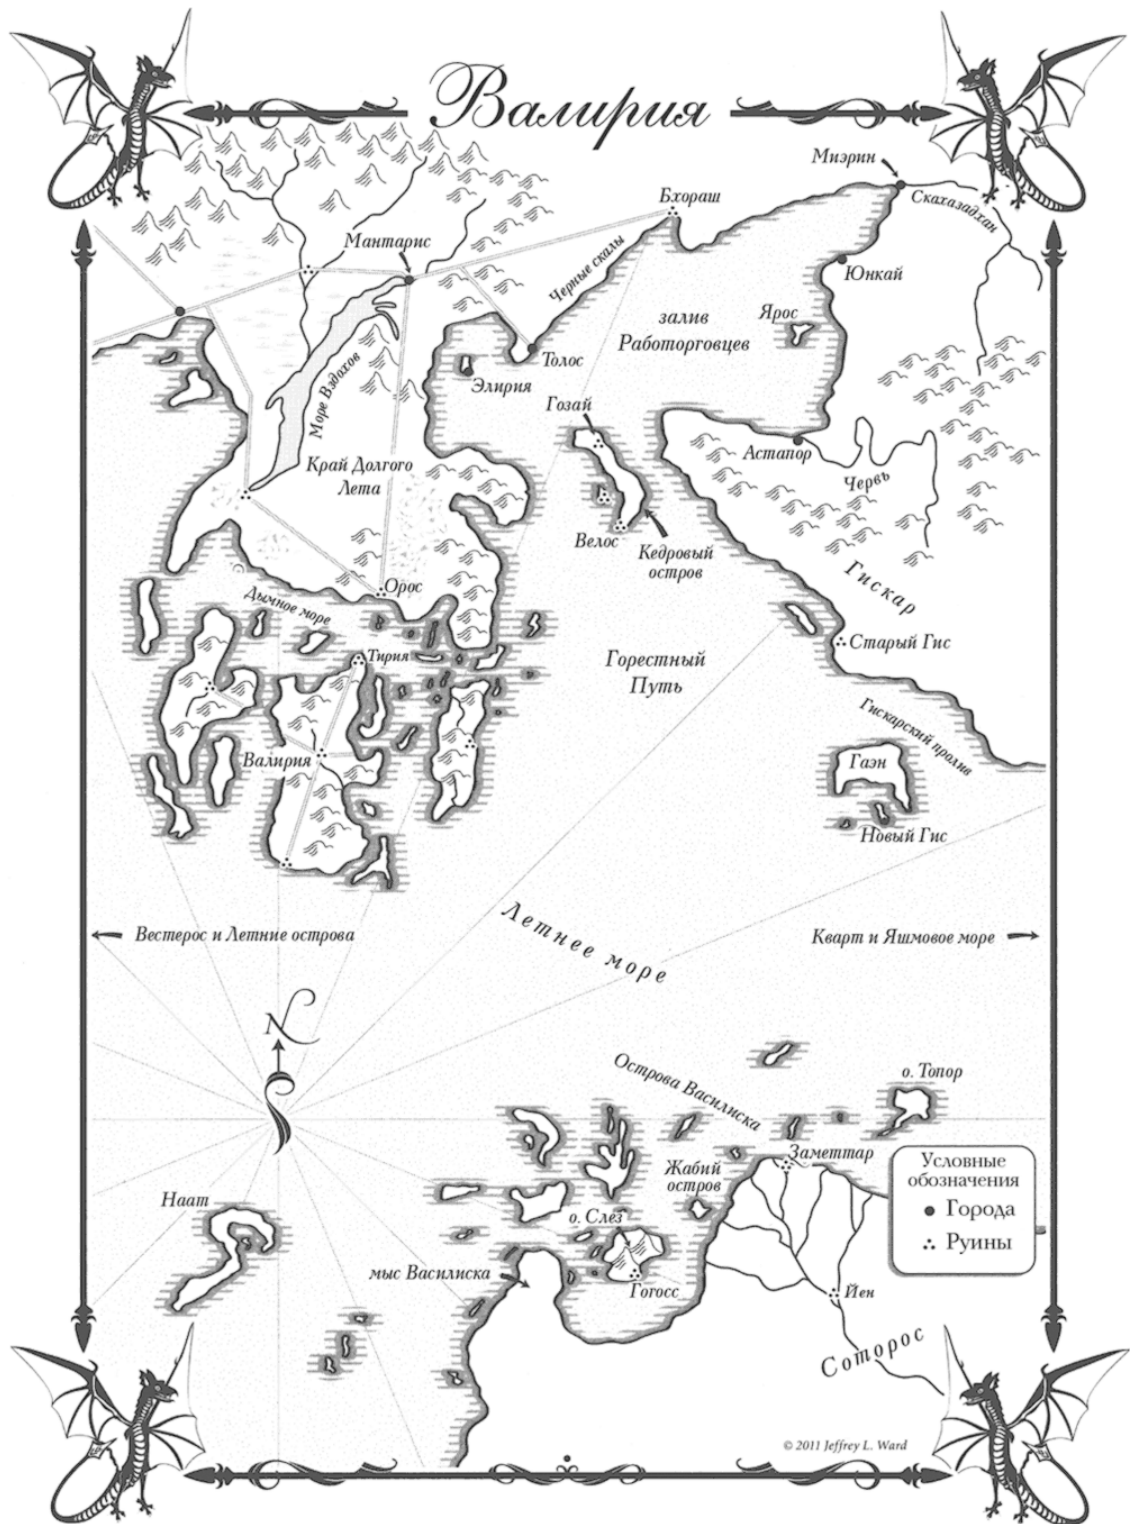 Валирия
Миэрин
Бхораш
Скахазадхан
Мантарис
Черные скалы
Юнкай
Ярос
залив
Работорговцев
Толос
Элирия
Море Вздохов
Гозай
Астапор
Край Долгого
Лета
Червь
Велос
Кедровый
остров
Гискар
Орос
Дымное море
Старый Гис
Тирия
Горестный
Путь
Гискарский пролив
Валирия
Гаэн
Новый Гис
Летнее море
Вестерос и Летние острова
Кварт и Яшмовое море
N
Острова Василиска
о. Топор
Заметтар
Жабий
остров
Условные
обозначения
Города
Руины
Наат
о. Слез
мыс Василиска
Гогосс
Йен
Соторос
© 2011 Jeffrey L. Ward